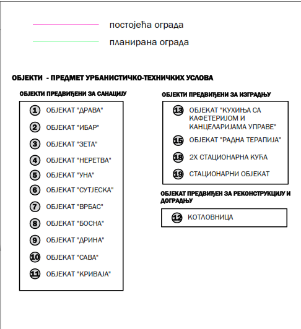 постојећа ограда
планирана ограда
ОБЈЕКТИ - ПРЕДМЕТ УРБАНИСТИЧКО-ТЕХНИЧКИХ УСЛОВА
ОБЈЕКТИ ПРЕДВИЂЕНИ ЗА САНАЦИЈУ
1 ОБЈЕКАТ "ДРАВА"
2 ОБЈЕКАТ "ИБАР"
3 ОБЈЕКАТ "ЗЕТА"
4 ОБЈЕКАТ "НЕРЕТВА"
5 ОБЈЕКАТ "УНА"
6 ОБЈЕКАТ "СУТЈЕСКА"
7 ОБЈЕКАТ "ВРБАС"
8 ОБЈЕКАТ "БОСНА"
9 ОБЈЕКАТ "ДРИНА"
10 ОБЈЕКАТ "САВА"
11 ОБЈЕКАТ "КРИВАЈА"
ОБЈЕКТИ ПРЕДВИЂЕНИ ЗА ИЗГРАДЊУ
13 ОБЈЕКАТ "КУХИЊА СА
КАФЕТЕРИЈОМ И
КАНЦЕЛАРИЈАМА УПРАВЕ"
15 ОБЈЕКАТ "РАДНА ТЕРАПИЈА"
18 2X СТАЦИОНАРНА КУЋА
19 СТАЦИОНАРНИ ОБЈЕКАТ
ОБЈЕКАТ ПРЕДВИЂЕН ЗА РЕКОНСТРУКЦИЈУ И
ДОГРАДЊУ
12 КОТЛОВНИЦА